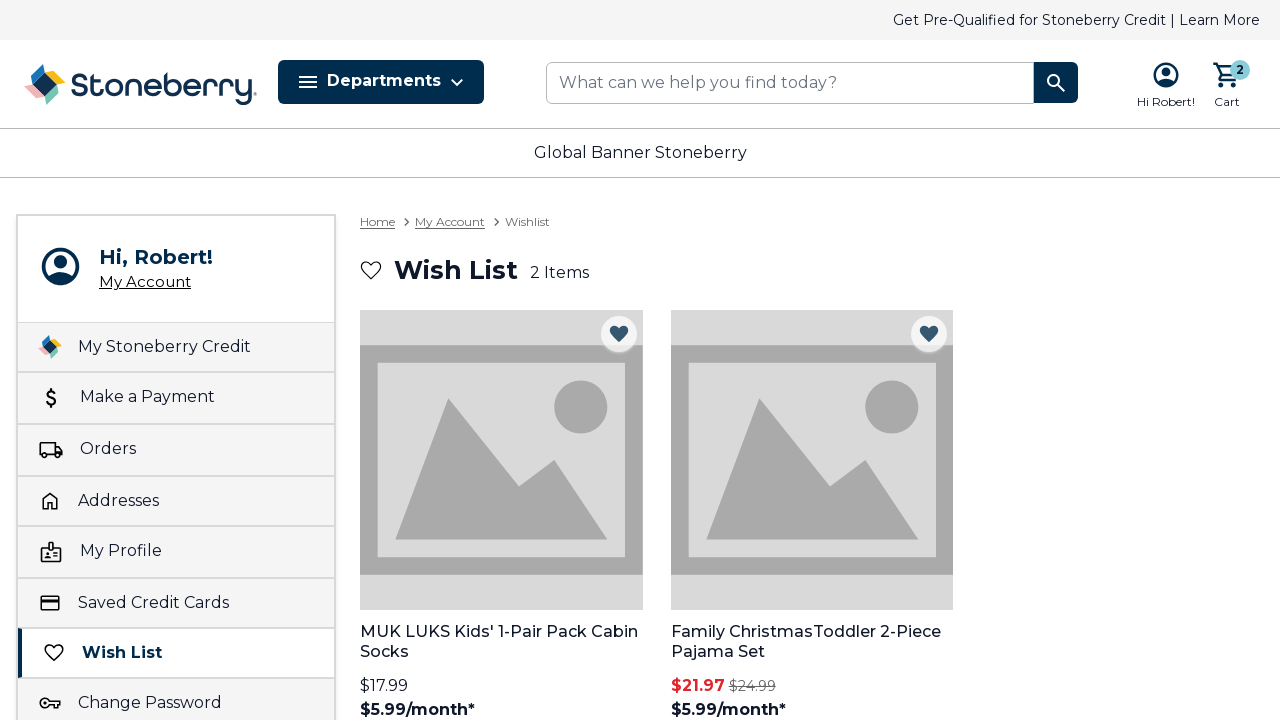 Get Pre-Qualified for Stoneberry Credit | Learn More
Stoneberry
Departments
What can we help you find today?
Hi Robert!
2
Cart
Global Banner Stoneberry
Hi, Robert!
My Account
My Stoneberry Credit
Make a Payment
Orders
Addresses
My Profile
Saved Credit Cards
Wish List
Change Password
Home > My Account > Wishlist
Wish List 2 Items
MUK LUKS Kids' 1-Pair Pack Cabin
Socks
$17.99
$5.99/month*
Family ChristmasToddler 2-Piece
Pajama Set
$21.97 $24.99
$5.99/month*